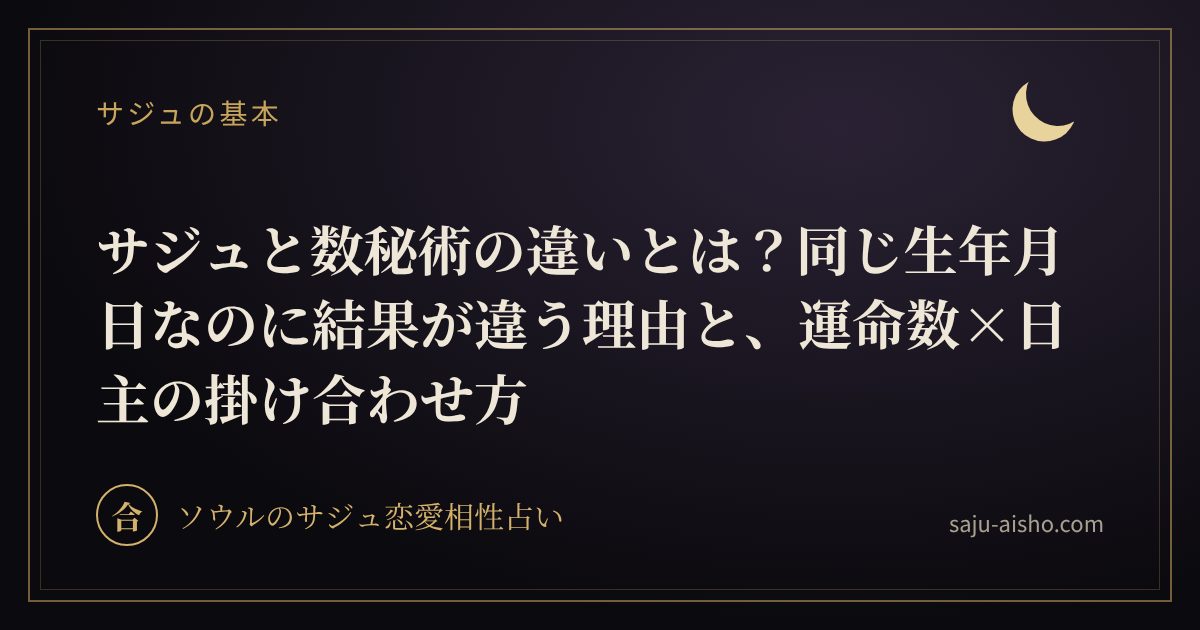 サジュの基本
サジュと数秘術の違いとは？同じ生年月
日なのに結果が違う理由と、運命数×日
主の掛け合わせ方
合 ソウルのサジュ恋愛相性占い
saju-aisho.com